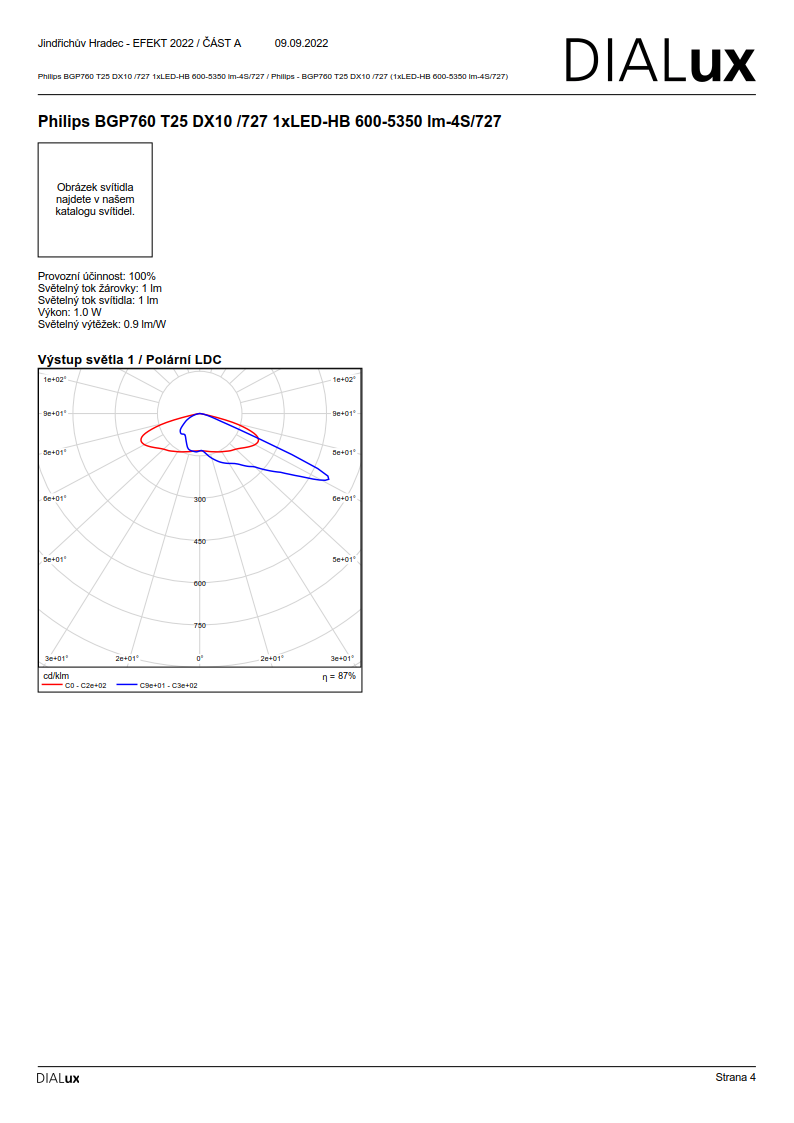 Jindřichův Hradec - EFEKT 2022 / ČÁST A 09.09.2022
DIALux
Philips BGP760 T25 DX10 /727 1xLED-HB 600-5350 lm-4S/727 / Philips - BGP760 T25 DX10 /727 (1xLED-HB 600-5350 lm-4S/727)
Philips BGP760 T25 DX10 /727 1xLED-HB 600-5350 lm-4S/727
Obrázek svítidla
najdete v našem
katalogu svítidel.
Provozní účinnost: 100%
Světelný tok žárovky: 1 lm
Světelný tok svítidla: 1 lm
Výkon: 1.0 W
Světelný výtěžek: 0.9 lm/W
Výstup světla 1 / Polární LDC
1e+02° 1e+02°
9e+01° 9e+01°
8e+01° 8e+01°
6e+01° 6e+01°
300
450
5e+01° 5e+01°
600
750
3e+01° 2e+01° 0° 2e+01° 3e+01°
cd/klm η = 87%
C0 - C2e+02 C9e+01 - C3e+02
DIALux Strana 4